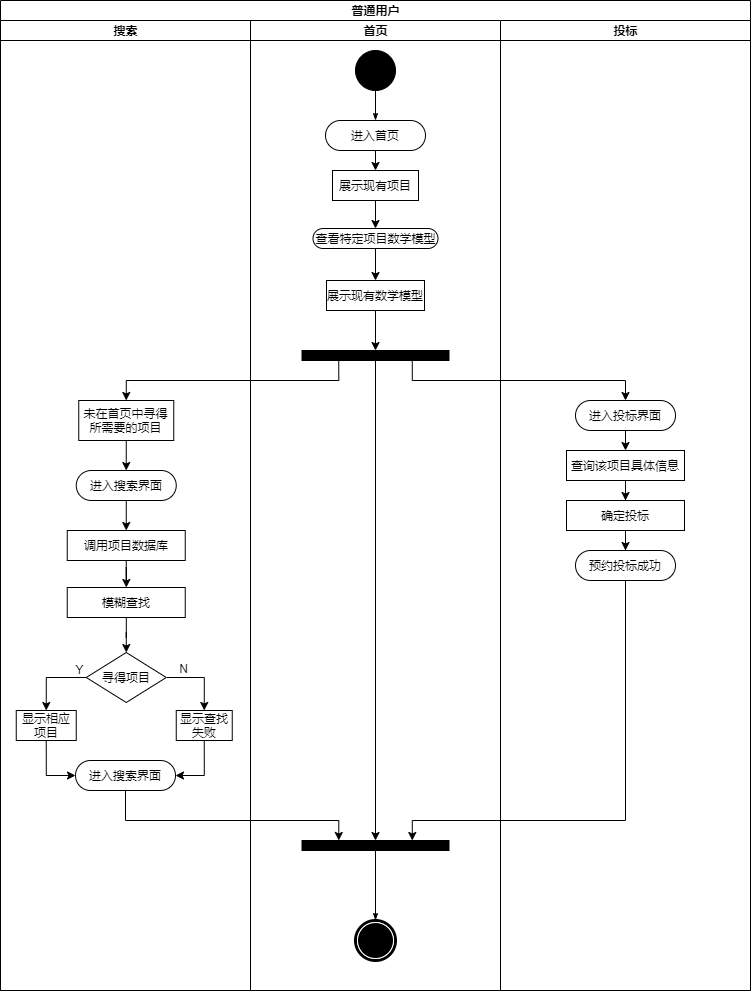 普通用户
搜索
首页
投标
进入首页
展示现有项目
查看特定项目数学模型
展示现有数学模型
未在首页中寻得
所需要的项目
进入搜索界面
调用项目数据库
模糊查找
寻得项目
Y
N
显示相应
项目
显示查找
失败
进入搜索界面
进入投标界面
查询该项目具体信息
确定投标
预约投标成功